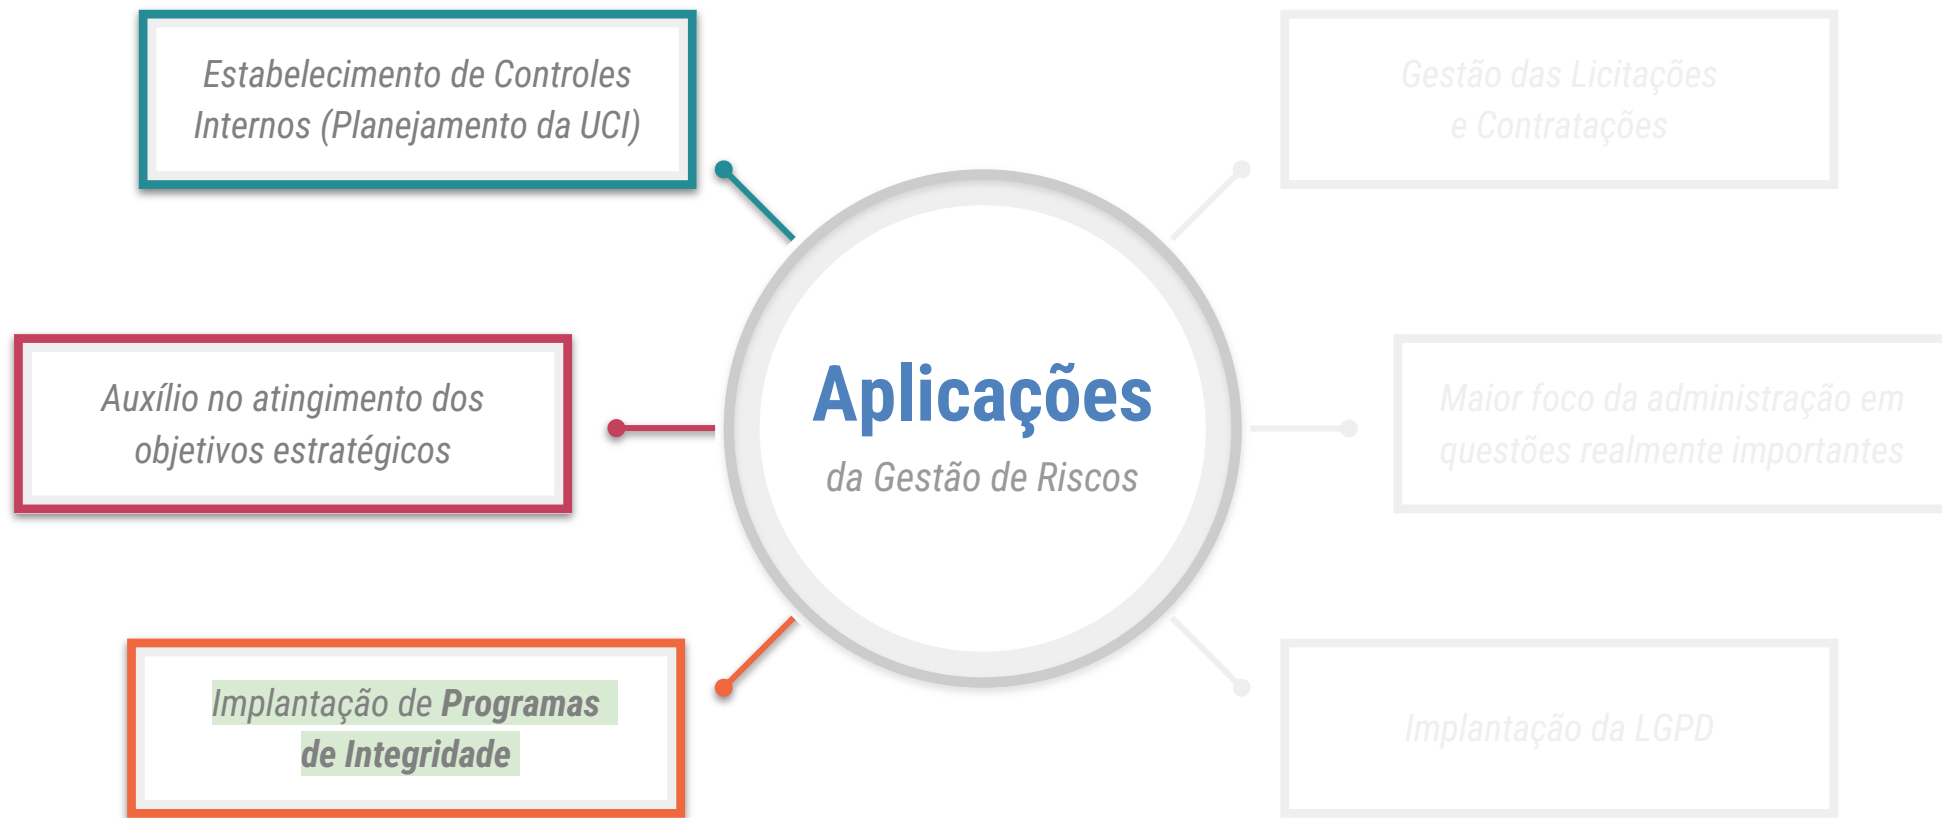 Estabelecimento de Controles
Internos (Planejamento da UCI)
Gestão das Licitações
e Contratações
Auxílio no atingimento dos
objetivos estratégicos
Aplicações
da Gestão de Riscos
Maior foco da administração em
questões realmente importantes
Implantação de Programas
de Integridade
Implantação da LGPD